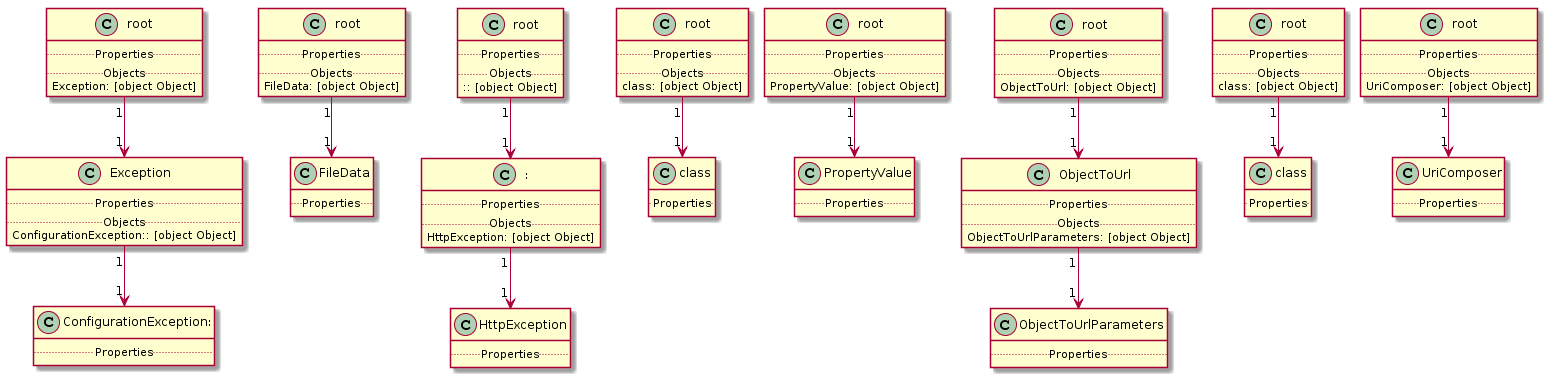 C root
Properties
Objects
Exception: [object Object]
1
1
C Exception
Properties
Objects
ConfigurationException:: [object Object]
1
1
C ConfigurationException:
Properties
C root
Properties
Objects
FileData: [object Object]
1
1
C FileData
Properties
C root
Properties
Objects
:: [object Object]
1
1
C :
Properties
Objects
HttpException: [object Object]
1
1
C HttpException
Properties
C root
Properties
Objects
class: [object Object]
1
1
C class
Properties
C root
Properties
Objects
PropertyValue: [object Object]
1
1
C PropertyValue
Properties
C root
Properties
Objects
ObjectToUrl: [object Object]
1
1
C ObjectToUrl
Properties
Objects
ObjectToUrlParameters: [object Object]
1
1
C ObjectToUrlParameters
Properties
C root
Properties
Objects
class: [object Object]
1
1
C class
Properties
C root
Properties
Objects
UriComposer: [object Object]
1
1
C UriComposer
Properties